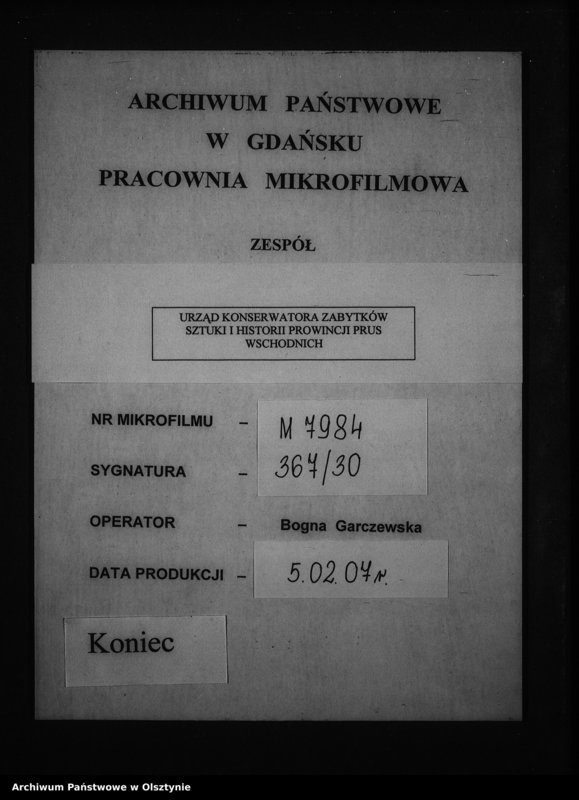 ARCHIWUM PAŃSTWOWE
W GDAŃSKU
PRACOWNIA MIKROFILMOWA
ZESPÓŁ
URZĄD KONSERWATORA ZABYTKÓW
SZTUKI I HISTORII PROWINCJI PRUS
WSCHODNICH
NR MIKROFILMU – M 7984
SYGNATURA – 367/30
OPERATOR – Bogna Garczewska
DATA PRODUKCJI – 5.02.07r.
Koniec
Archiwum Państwowe w Olsztynie